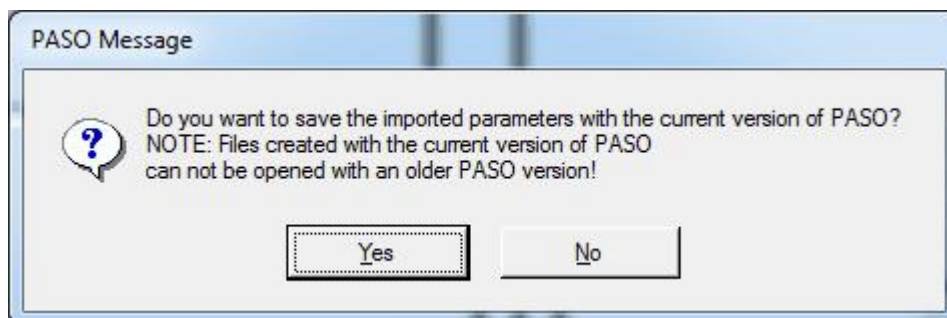 PASO Message
Do you want to save the imported parameters with the current version of PASO?
NOTE: Files created with the current version of PASO
can not be opened with an older PASO version!
Yes
No